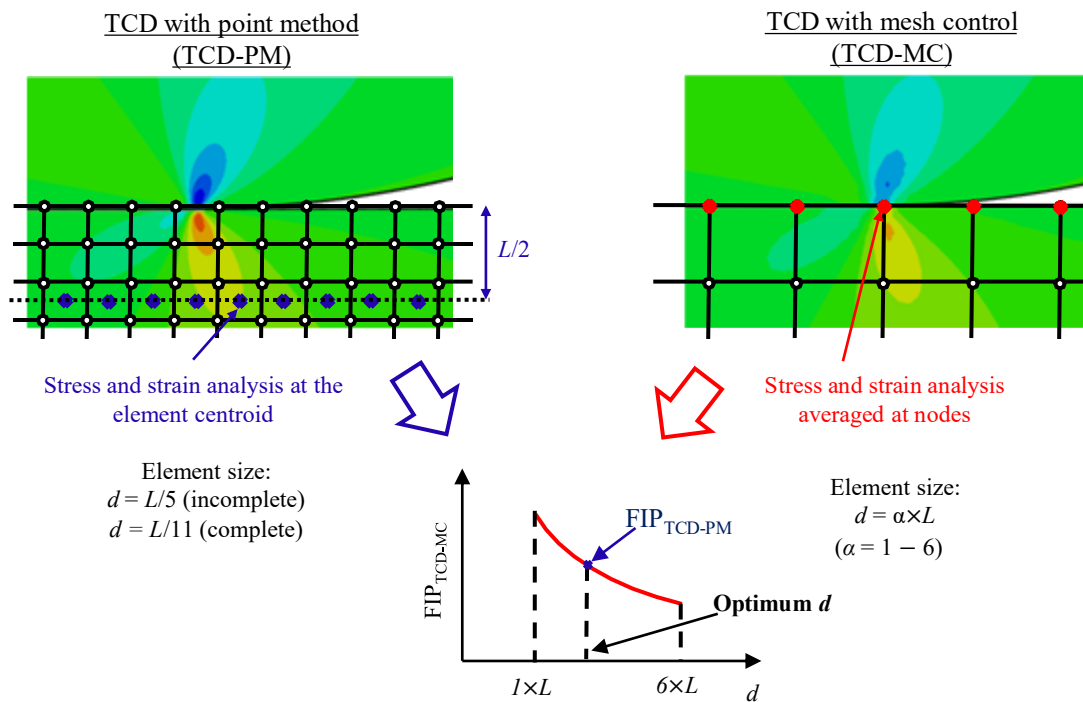 TCD with point method
(TCD-PM)
TCD with mesh control
(TCD-MC)
L/2
Stress and strain analysis at the
element centroid
Stress and strain analysis
averaged at nodes
Element size:
d = L/5 (incomplete)
d = L/11 (complete)
Element size:
d = α×L
(α = 1 − 6)
FIP_TCD-MC
FIP_TCD-PM
Optimum d
1×L
6×L
d